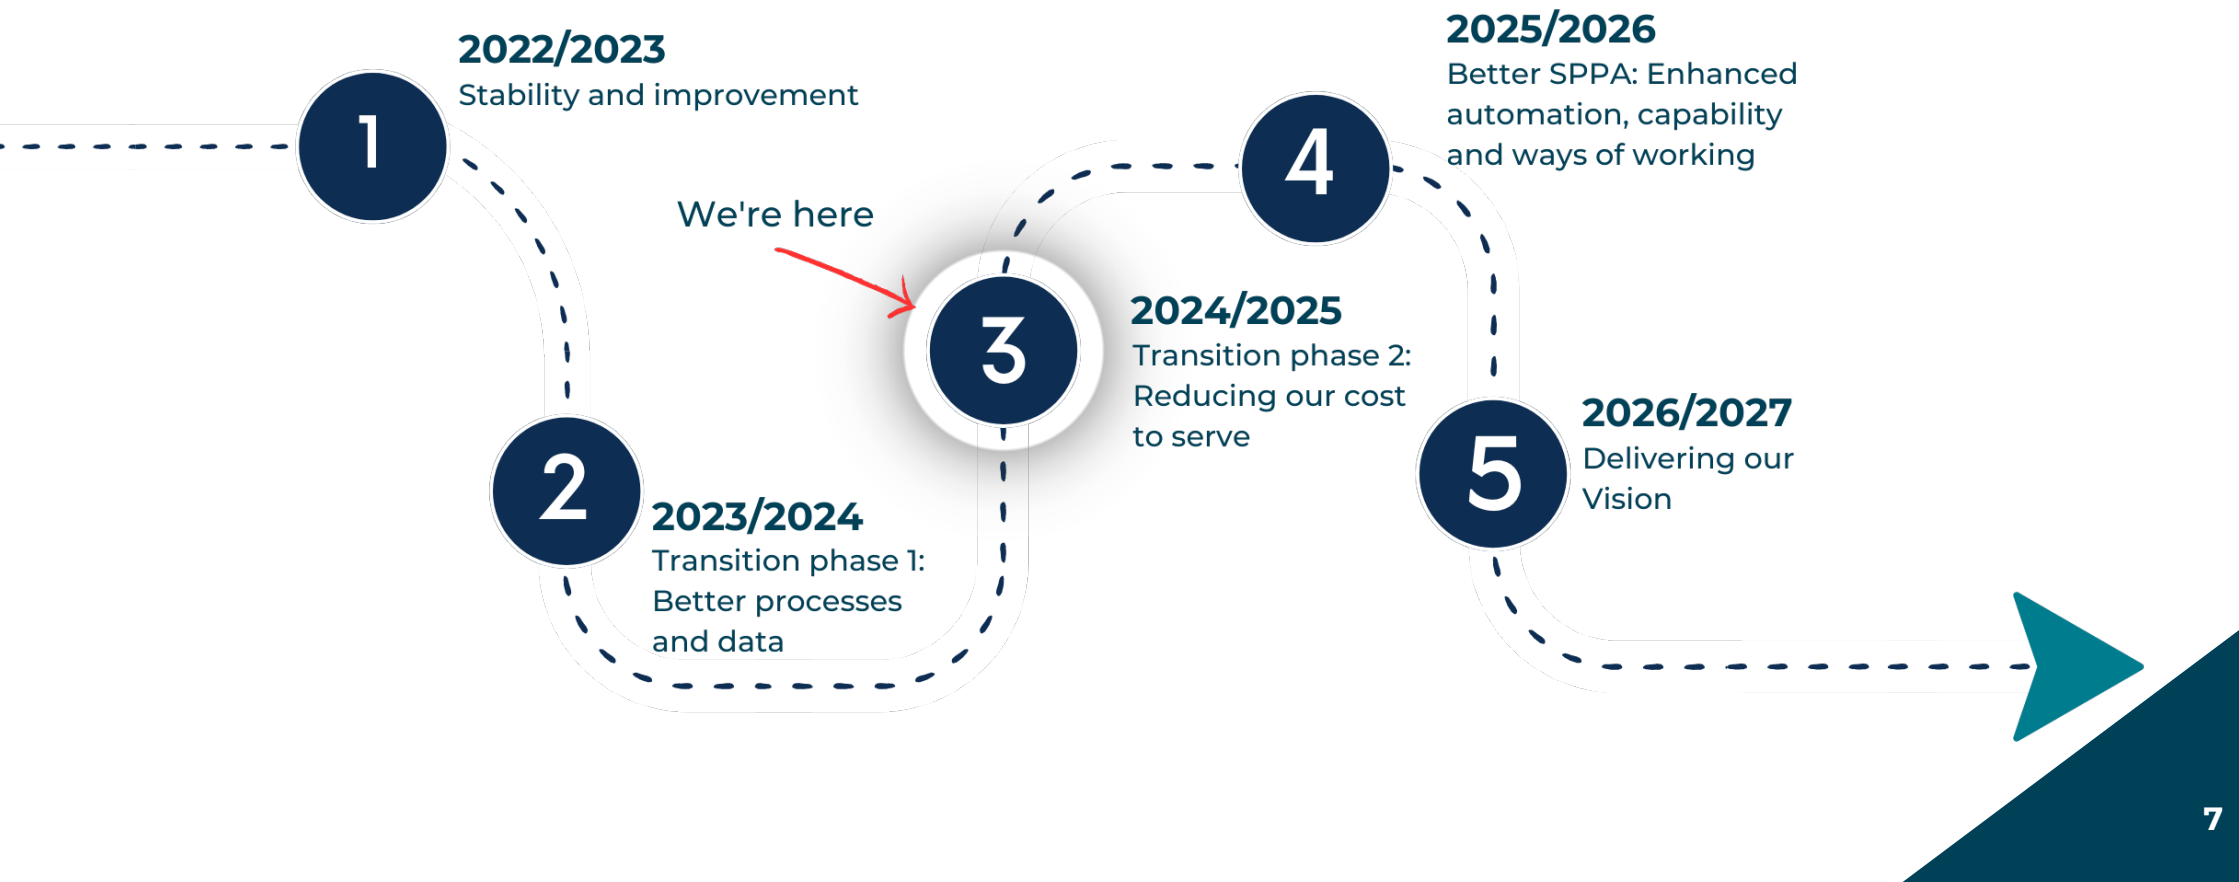 1
2022/2023
Stability and improvement
2
2023/2024
Transition phase 1:
Better processes
and data
We're here
3
2024/2025
Transition phase 2:
Reducing our cost
to serve
4
2025/2026
Better SPPA: Enhanced
automation, capability
and ways of working
5
2026/2027
Delivering our
Vision
7